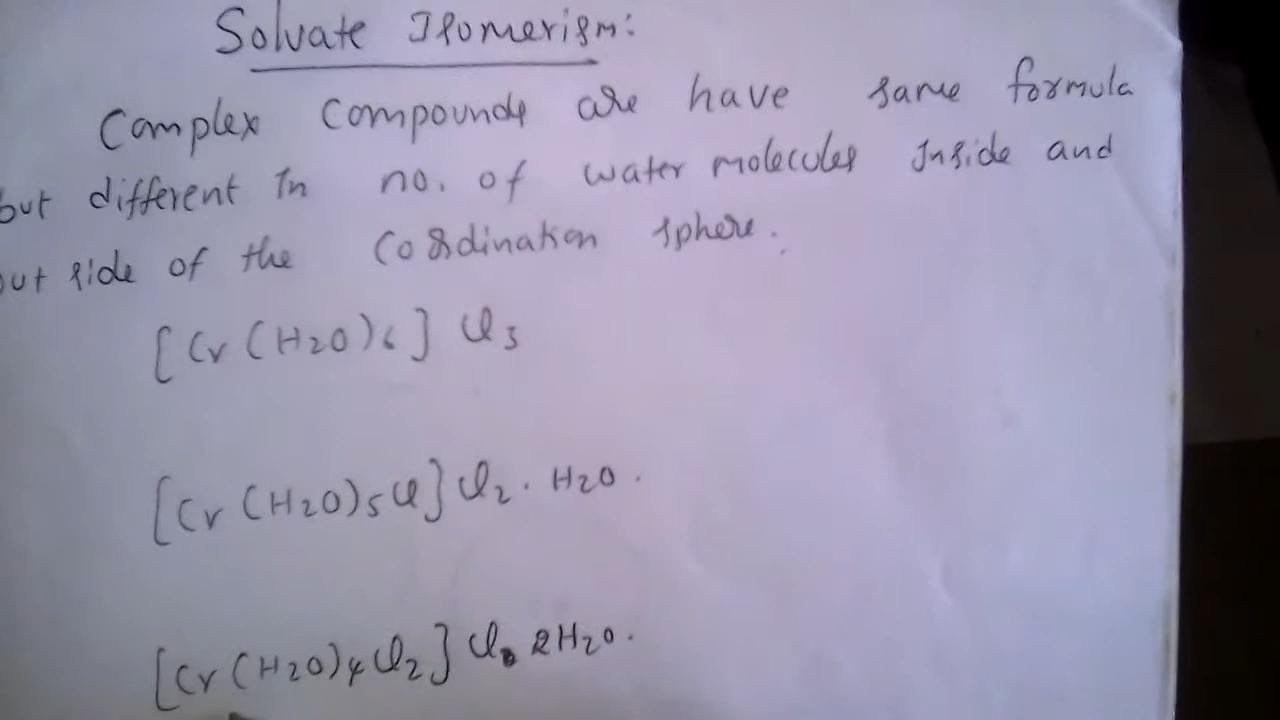 Solvate Isomerism:
Complex compounds are have same formula
but different in no. of water molecules Inside and
out side of the Coordination sphere.
[Cr(H2O)6]Cl3
[Cr(H2O)5Cl]Cl2. H2O.
[Cr(H2O)4Cl2]Cl. 2H2O.